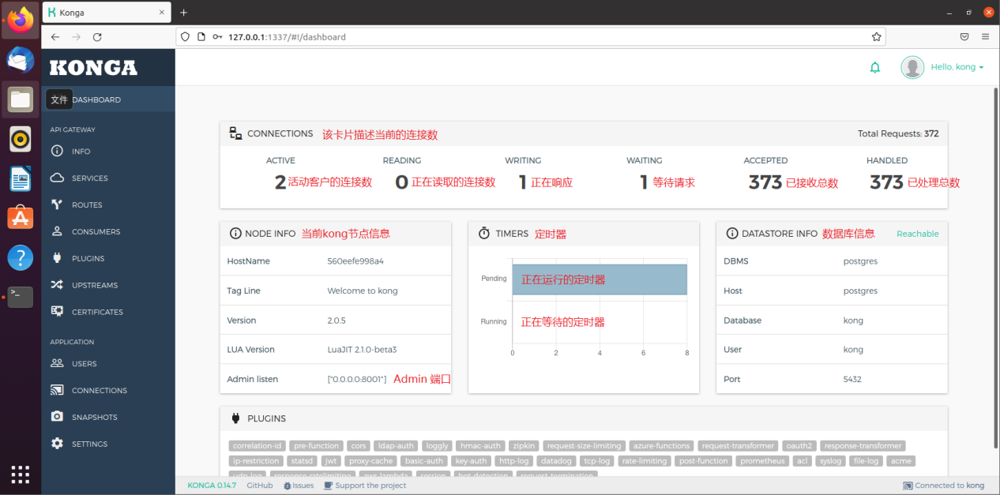 Konga
127.0.0.1:1337/#!/dashboard
KONGA
Hello, kong
文件
DASHBOARD
API GATEWAY
INFO
SERVICES
ROUTES
CONSUMERS
PLUGINS
UPSTREAMS
CERTIFICATES
APPLICATION
USERS
CONNECTIONS
SNAPSHOTS
SETTINGS
CONNECTIONS 该卡片描述当前的连接数 Total Requests: 372
ACTIVE READING WRITING WAITING ACCEPTED HANDLED
2 活动客户的连接数 0 正在读取的连接数 1 正在响应 1 等待请求 373 已接收总数 373 已处理总数
NODE INFO 当前kong节点信息
HostName 560eefe998a4
Tag Line Welcome to kong
Version 2.0.5
LUA Version LuaJIT 2.1.0-beta3
Admin listen ["0.0.0.0:8001"] Admin 端口
TIMERS 定时器
Pending 正在运行的定时器
Running 正在等待的定时器
0 2 4 6 8
DATASTORE INFO 数据库信息 Reachable
DBMS postgres
Host postgres
Database kong
User kong
Port 5432
PLUGINS
correlation-id pre-function cors ldap-auth loggly hmac-auth zipkin request-size-limiting azure-functions request-transformer oauth2 response-transformer
ip-restriction statsd jwt proxy-cache basic-auth key-auth http-log datadog tcp-log rate-limiting post-function prometheus acl syslog file-log acme
udp-log response-ratelimiting aws-lambda session bot-detection request-termination
KONGA 0.14.7 GitHub Issues Support the project Connected to kong